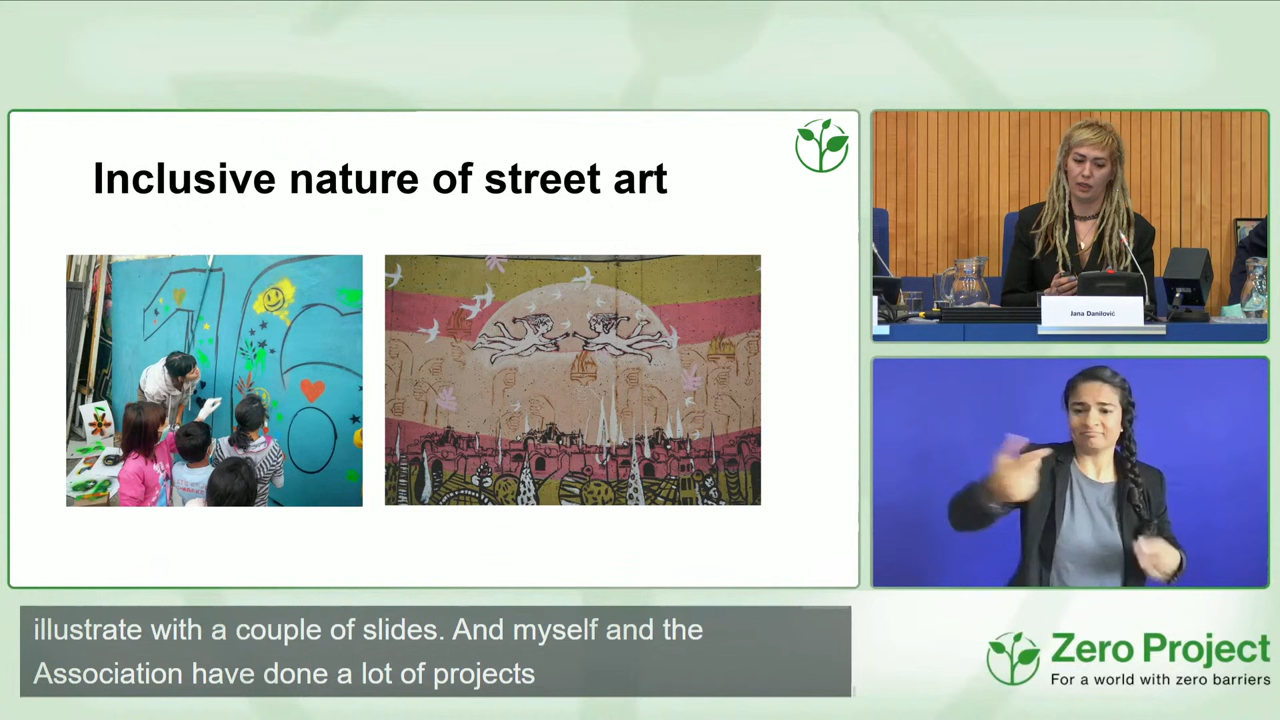 Inclusive nature of street art
16
Jana Danilović
illustrate with a couple of slides. And myself and the
Association have done a lot of projects
Zero Project
For a world with zero barriers